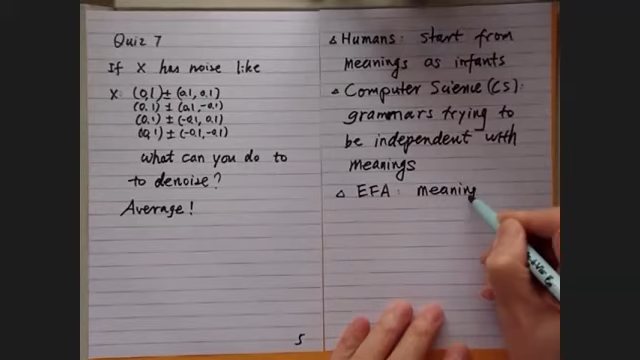 Quiz 7
If X has noise like
X: (0,1) ± (0.1, 0.1)
(0,1) ± (0.1, -0.1)
(0,1) ± (-0.1, 0.1)
(0,1) ± (-0.1, -0.1)
what can you do to
to denoise?
Average!
5
△ Humans: start from
meanings as infants
△ Computer Science (CS):
grammars trying to
be independent with
meanings
△ EFA: meaning